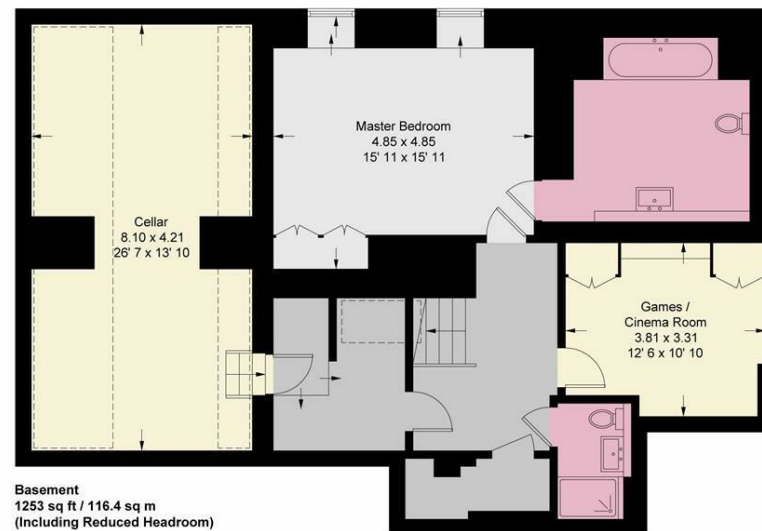 Master Bedroom
4.85 x 4.85
15' 11 x 15' 11
Cellar
8.10 x 4.21
26' 7 x 13' 10
Games /
Cinema Room
3.81 x 3.31
12' 6 x 10' 10
Basement
1253 sq ft / 116.4 sq m
(Including Reduced Headroom)